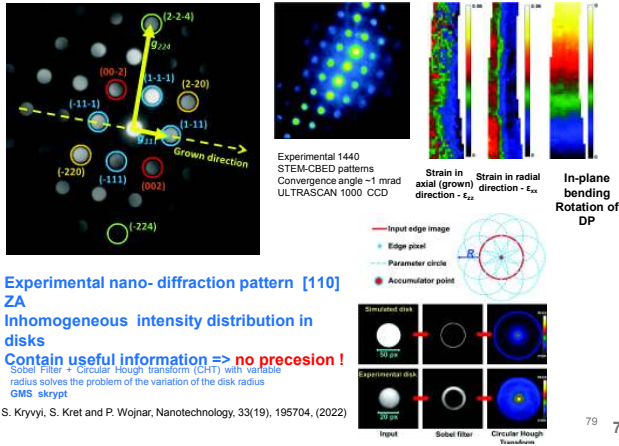 (2-2-4)
g224
(00-2)
(1-1-1)
(2-20)
(-11-1)
(1-11)
g111
Grown direction
(-220)
(-111)
(002)
(-224)
Experimental 1440
STEM-CBED patterns
Convergence angle ~1 mrad
ULTRASCAN 1000 CCD
Strain in
axial (grown)
direction - εzz
Strain in radial
direction - εxx
In-plane
bending
Rotation of
DP
Input edge image
Edge pixel
Parameter circle
Accumulator point
R
Simulated disk
50 px
Experimental disk
20 px
Input
Sobel filter
Circular Hough
Transform
Experimental nano- diffraction pattern [110]
ZA
Inhomogeneous intensity distribution in
disks
Contain useful information => no precesion !
Sobel Filter + Circular Hough transform (CHT) with variable
radius solves the problem of the variation of the disk radius
GMS skrypt
S. Kryvyi, S. Kret and P. Wojnar, Nanotechnology, 33(19), 195704, (2022)
79
7